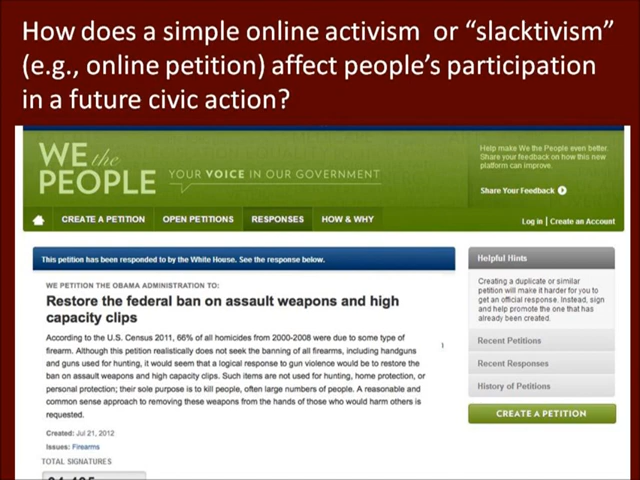 How does a simple online activism or “slacktivism”
(e.g., online petition) affect people’s participation
in a future civic action?
WE the
PEOPLE
YOUR VOICE IN OUR GOVERNMENT
Help make We the People even better.
Share your feedback on how this new
platform can improve.
Share Your Feedback
CREATE A PETITION
OPEN PETITIONS
RESPONSES
HOW & WHY
Log in | Create an Account
This petition has been responded to by the White House. See the response below.
WE PETITION THE OBAMA ADMINISTRATION TO:
Restore the federal ban on assault weapons and high
capacity clips
According to the U.S. Census 2011, 66% of all homicides from 2000-2008 were due to some type of
firearm. Although this petition realistically does not seek the banning of all firearms, including handguns
and guns used for hunting, it would seem that a logical response to gun violence would be to restore the
ban on assault weapons and high capacity clips. Such items are not used for hunting, home protection, or
personal protection; their sole purpose is to kill people, often large numbers of people. A reasonable and
common sense approach to removing these weapons from the hands of those who would harm others is
requested.
Created: Jul 21, 2012
Issues: Firearms
TOTAL SIGNATURES
Helpful Hints
Creating a duplicate or similar
petition will make it harder for you to
get an official response. Instead, sign
and help promote the one that has
already been created.
Recent Petitions
Recent Responses
History of Petitions
CREATE A PETITION